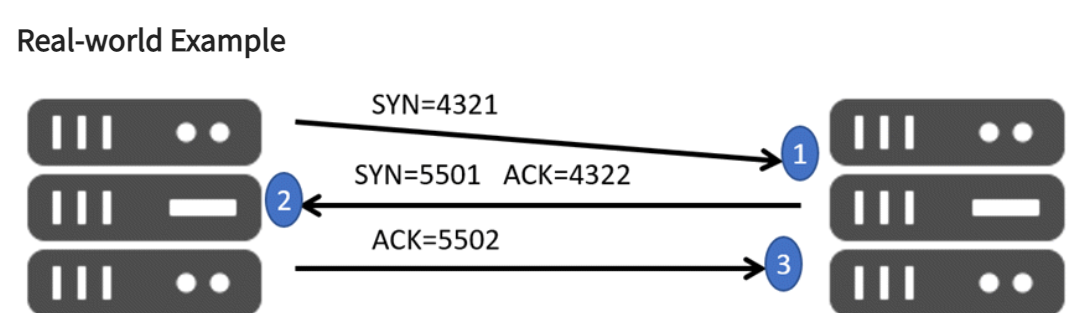 Real-world Example
SYN=4321
1
SYN=5501 ACK=4322
2
ACK=5502
3